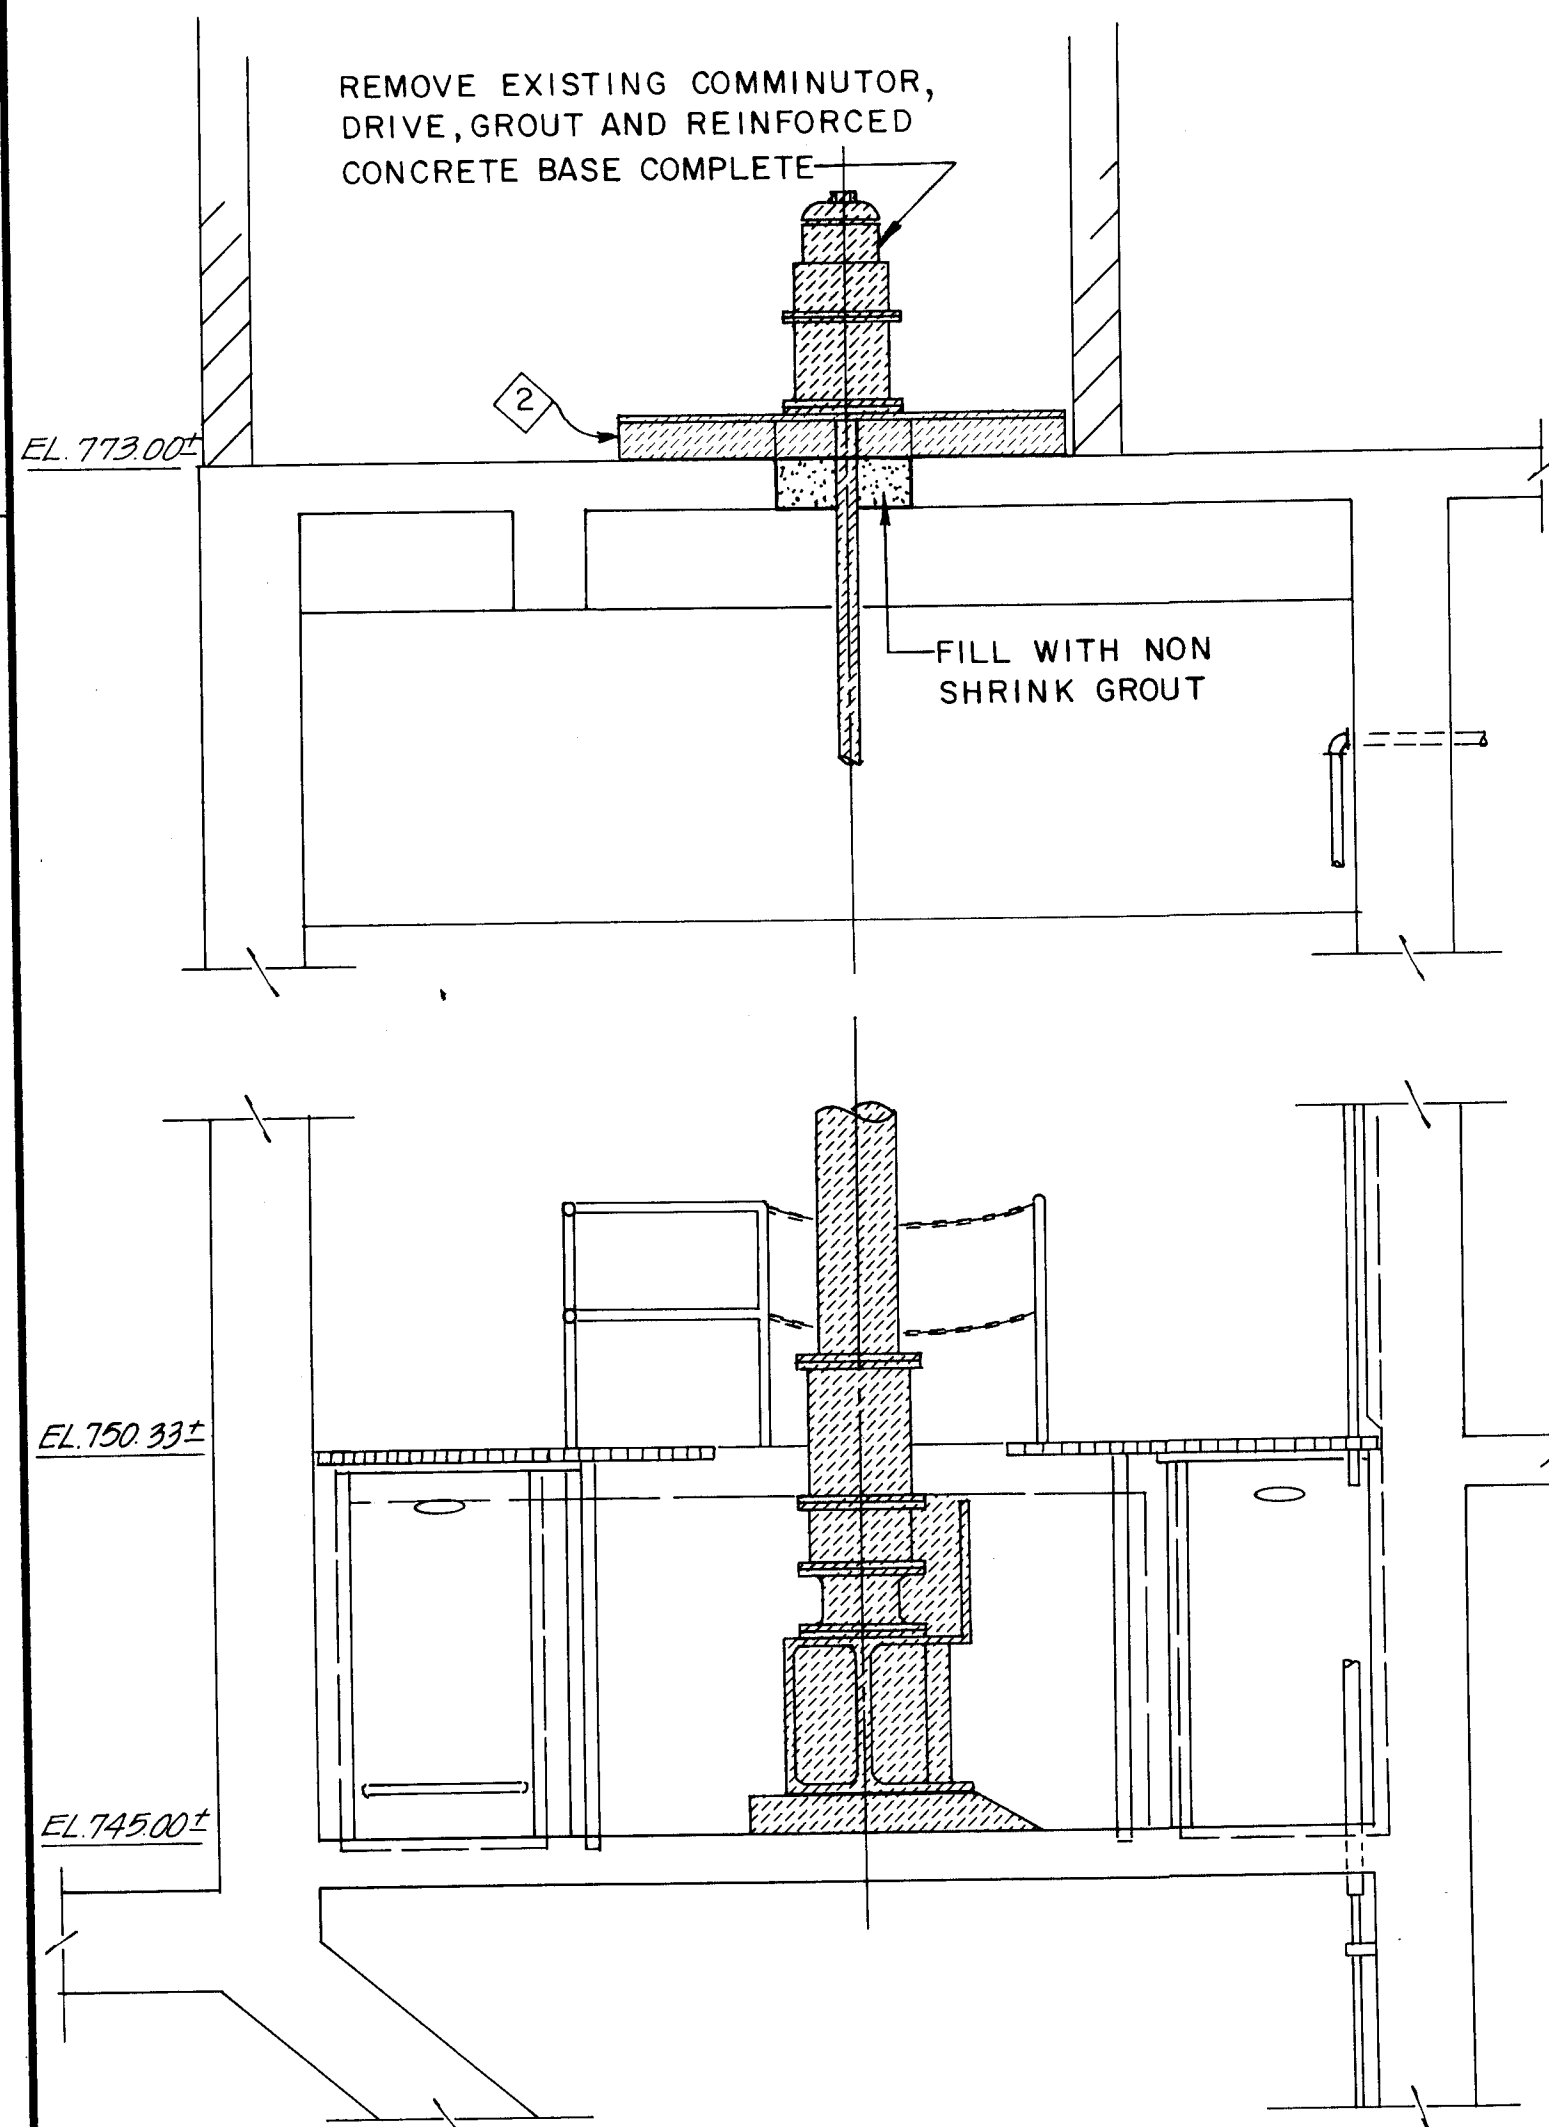 REMOVE EXISTING COMMINUTOR,
DRIVE, GROUT AND REINFORCED
CONCRETE BASE COMPLETE
2
EL. 773.00±
FILL WITH NON
SHRINK GROUT
EL. 750.33±
EL. 745.00±